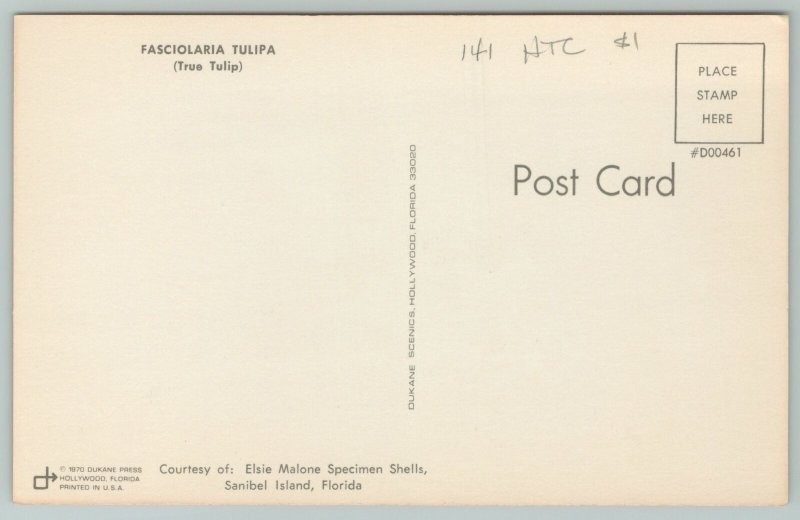 FASCIOLARIA TULIPA
(True Tulip)
141 HTC $1
PLACE
STAMP
HERE
#D00461
Post Card
DUKANE SCENICS, HOLLYWOOD, FLORIDA 33020
© 1970 DUKANE PRESS
HOLLYWOOD, FLORIDA
PRINTED IN U.S.A.
Courtesy of: Elsie Malone Specimen Shells,
Sanibel Island, Florida